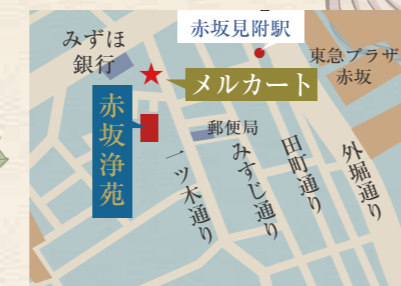 みずほ
銀行
赤坂見附駅
東急プラザ
赤坂
メルカート
赤坂浄苑
郵便局
一ツ木通り
みすじ通り
田町通り
外堀通り